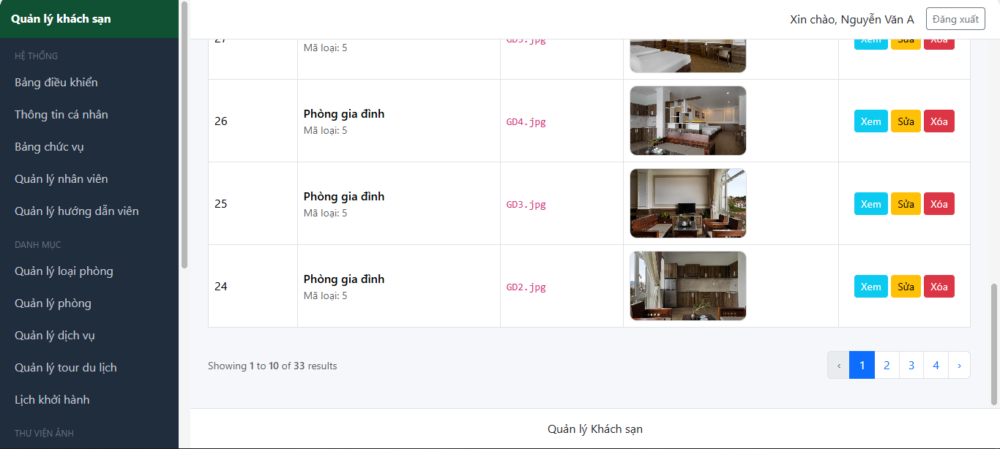 Quản lý khách sạn
Xin chào, Nguyễn Văn A
Đăng xuất
HỆ THỐNG
Bảng điều khiển
Thông tin cá nhân
Bảng chức vụ
Quản lý nhân viên
Quản lý hướng dẫn viên
DANH MỤC
Quản lý loại phòng
Quản lý phòng
Quản lý dịch vụ
Quản lý tour du lịch
Lịch khởi hành
THƯ VIỆN ẢNH
27
Mã loại: 5
GD5.jpg
Xem Sửa Xóa
26
Phòng gia đình
Mã loại: 5
GD4.jpg
Xem Sửa Xóa
25
Phòng gia đình
Mã loại: 5
GD3.jpg
Xem Sửa Xóa
24
Phòng gia đình
Mã loại: 5
GD2.jpg
Xem Sửa Xóa
Showing 1 to 10 of 33 results
‹ 1 2 3 4 ›
Quản lý Khách sạn